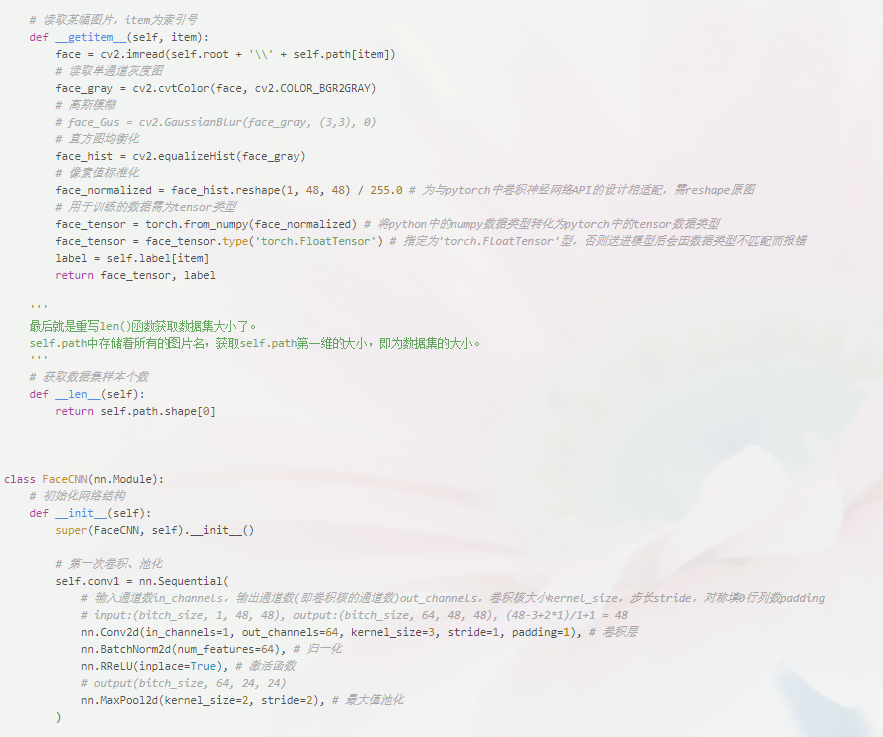 # 读取某幅图片，item为索引号
def __getitem__(self, item):
face = cv2.imread(self.root + '\\' + self.path[item])
# 读取单通道灰度图
face_gray = cv2.cvtColor(face, cv2.COLOR_BGR2GRAY)
# 高斯模糊
# face_Gus = cv2.GaussianBlur(face_gray, (3,3), 0)
# 直方图均衡化
face_hist = cv2.equalizeHist(face_gray)
# 像素值标准化
face_normalized = face_hist.reshape(1, 48, 48) / 255.0 # 为与pytorch中卷积神经网络API的设计相适配，需reshape原图
# 用于训练的数据需为tensor类型
face_tensor = torch.from_numpy(face_normalized) # 将python中的numpy数据类型转化为pytorch中的tensor数据类型
face_tensor = face_tensor.type('torch.FloatTensor') # 指定为'torch.FloatTensor'型，否则送进模型后会因数据类型不匹配而报错
label = self.label[item]
return face_tensor, label
'''
最后就是重写len()函数获取数据集大小了。
self.path中存储着所有的图片名，获取self.path第一维的大小，即为数据集的大小。
'''
# 获取数据集样本个数
def __len__(self):
return self.path.shape[0]
class FaceCNN(nn.Module):
# 初始化网络结构
def __init__(self):
super(FaceCNN, self).__init__()
# 第一次卷积、池化
self.conv1 = nn.Sequential(
# 输入通道数in_channels，输出通道数(即卷积核的通道数)out_channels，卷积核大小kernel_size，步长stride，对称填0行列数padding
# input:(bitch_size, 1, 48, 48), output:(bitch_size, 64, 48, 48), (48-3+2*1)/1+1 = 48
nn.Conv2d(in_channels=1, out_channels=64, kernel_size=3, stride=1, padding=1), # 卷积层
nn.BatchNorm2d(num_features=64), # 归一化
nn.RReLU(inplace=True), # 激活函数
# output(bitch_size, 64, 24, 24)
nn.MaxPool2d(kernel_size=2, stride=2), # 最大值池化
)